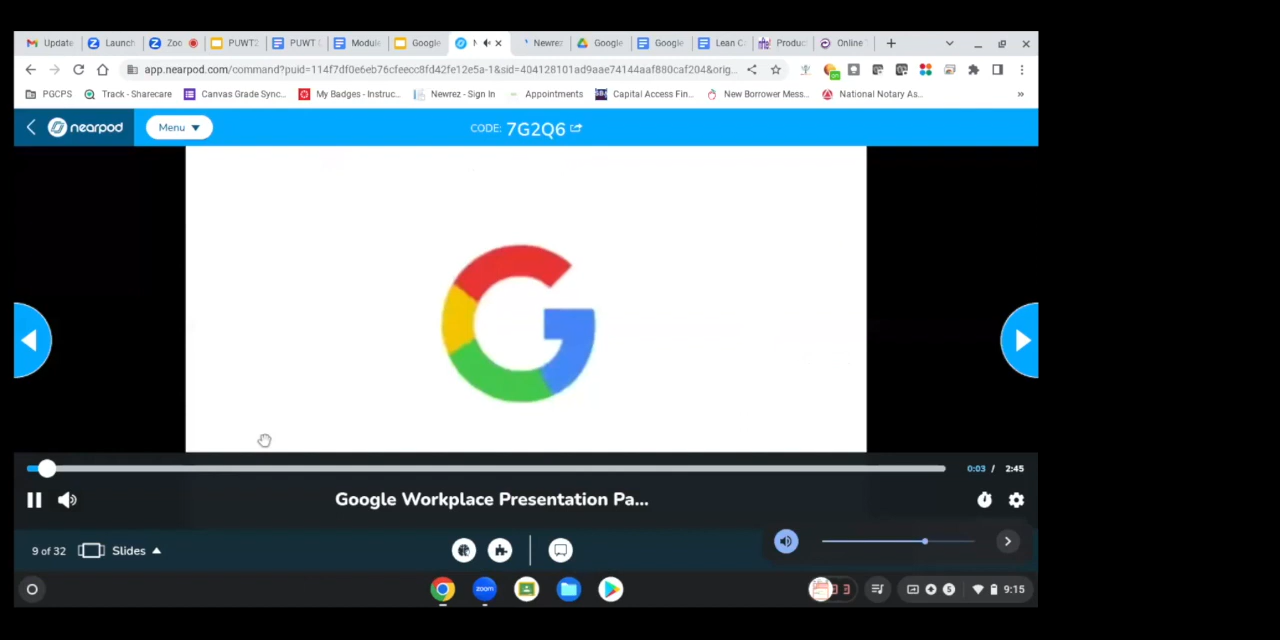 Update
Launch
Zoo
PUWT2
PUWT (
Module
Google
Newrez
Google
Google
Lean C
Produc
Online
app.nearpod.com/command?puid=114f7df0e6eb76cfeecc8fd42fe12e5a-1&sid=404128101ad9aae74144aaf880caf204&orig...
PGCPS
Track - Sharecare
Canvas Grade Sync...
My Badges - Instruc...
Newrez - Sign In
Appointments
Capital Access Fin...
New Borrower Mess...
National Notary As...
»
nearpod
Menu
CODE: 7G2Q6
G
0:03 / 2:45
Google Workplace Presentation Pa...
9 of 32
Slides
zoom
9:15